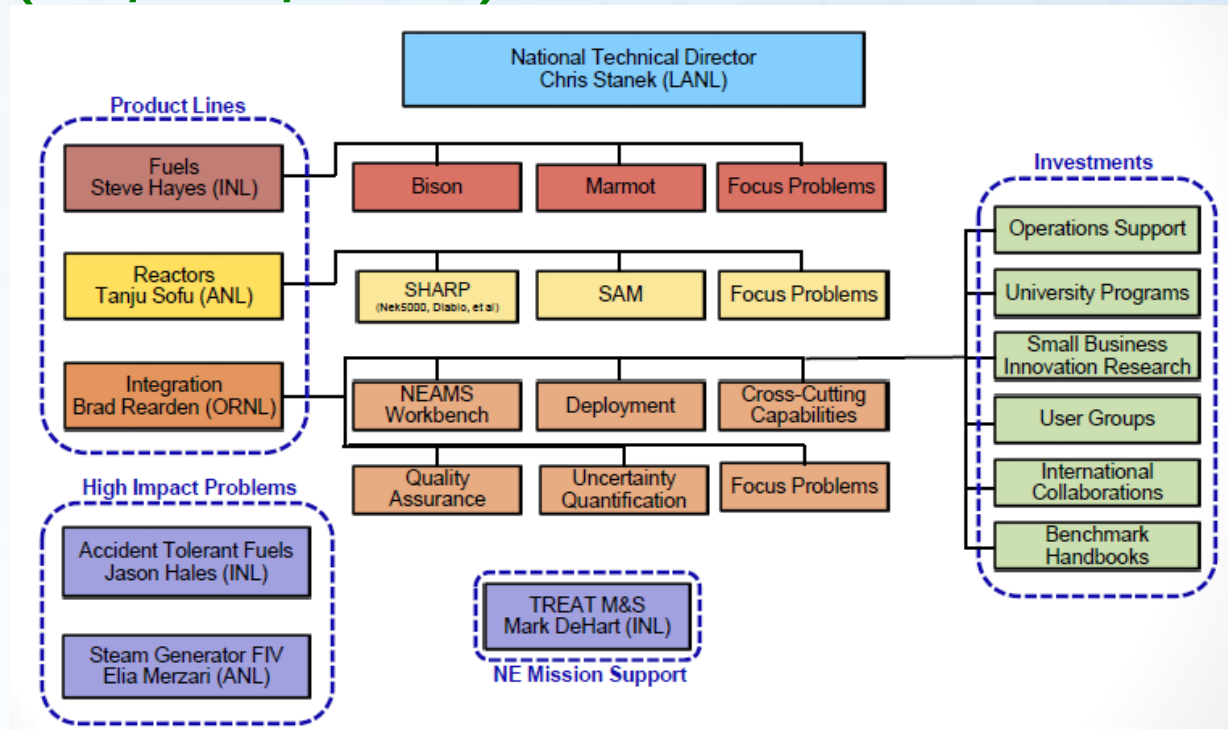 National Technical Director
Chris Stanek (LANL)
Product Lines
Fuels
Steve Hayes (INL)
Bison
Marmot
Focus Problems
Reactors
Tanju Sofu (ANL)
SHARP
(Nek5000, Diablo, et al)
SAM
Focus Problems
Integration
Brad Rearden (ORNL)
NEAMS
Workbench
Deployment
Cross-Cutting
Capabilities
Quality
Assurance
Uncertainty
Quantification
Focus Problems
Investments
Operations Support
University Programs
Small Business
Innovation Research
User Groups
International
Collaborations
Benchmark
Handbooks
High Impact Problems
Accident Tolerant Fuels
Jason Hales (INL)
Steam Generator FIV
Elia Merzari (ANL)
TREAT M&S
Mark DeHart (INL)
NE Mission Support